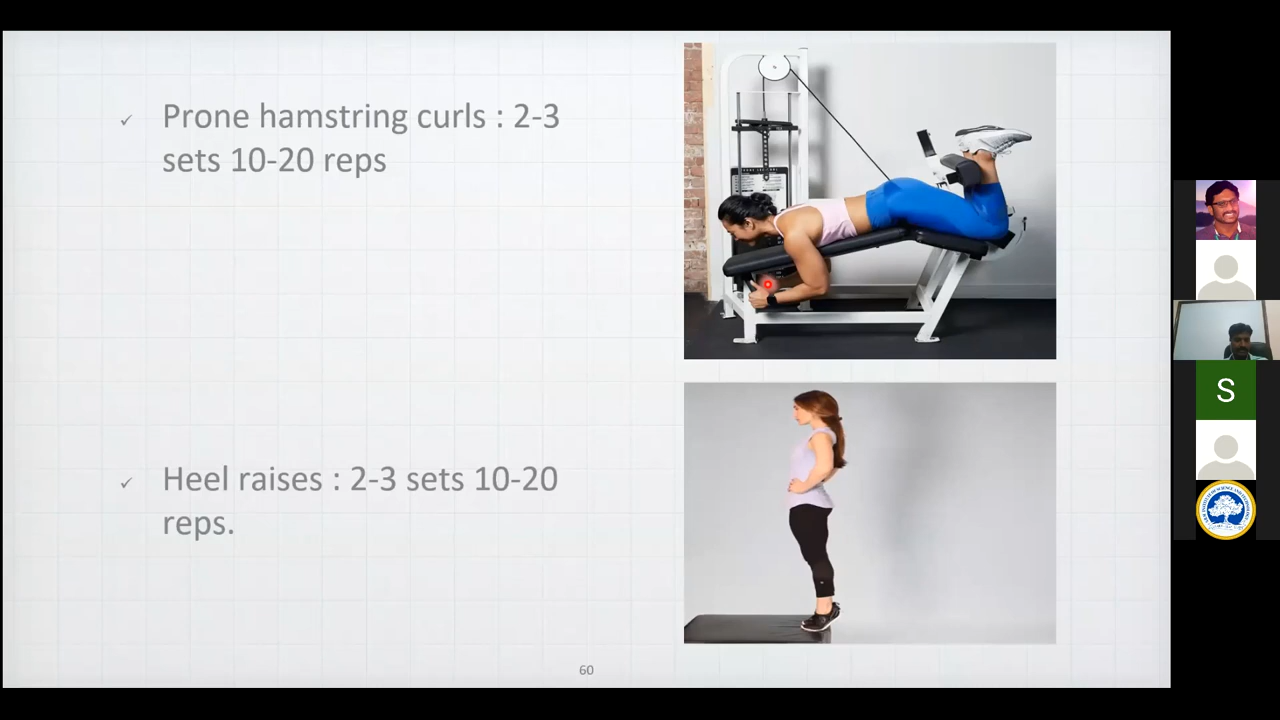 ✓ Prone hamstring curls : 2-3
sets 10-20 reps
✓ Heel raises : 2-3 sets 10-20
reps.
60
S